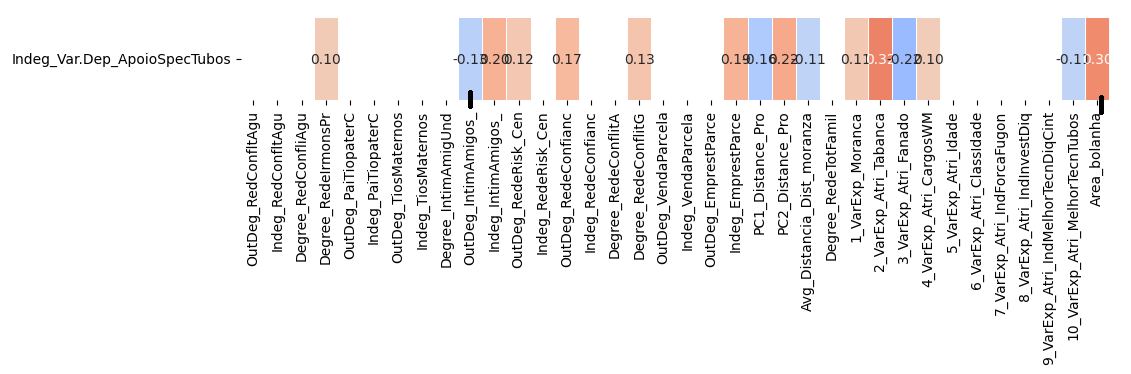 Indeg_Var.Dep_ApoioSpecTubos
0.10
-0.13
0.20
0.12
0.17
0.13
0.19
-0.16
0.22
-0.11
0.11
0.32
-0.22
0.10
-0.11
0.30
OutDeg_RedConfltAgu
Indeg_RedConfltAgu
Degree_RedConfliAgu
Degree_RedeIrmonsPr
OutDeg_PaiTiopaterC
Indeg_PaiTiopaterC
OutDeg_TiosMaternos
Indeg_TiosMaternos
Degree_IntimAmigUnd
OutDeg_IntimAmigos_
Indeg_IntimAmigos_
OutDeg_RedeRisk_Cen
Indeg_RedeRisk_Cen
OutDeg_RedeConfianc
Indeg_RedeConfianc
Degree_RedeConflitA
Degree_RedeConflitG
OutDeg_VendaParcela
Indeg_VendaParcela
OutDeg_EmprestParce
Indeg_EmprestParce
PC1_Distance_Pro
PC2_Distance_Pro
Avg_Distancia_Dist_moranza
Degree_RedeTotFamil
1_VarExp_Moranca
2_VarExp_Atri_Tabanca
3_VarExp_Atri_Fanado
4_VarExp_Atri_CargosWM
5_VarExp_Atri_Idade
6_VarExp_Atri_ClassIdade
7_VarExp_Atri_IndForcaFugon
8_VarExp_Atri_IndInvestDiq
9_VarExp_Atri_IndMelhorTecnDiqCint
10_VarExp_Atri_MelhorTecnTubos
Area_bolanha